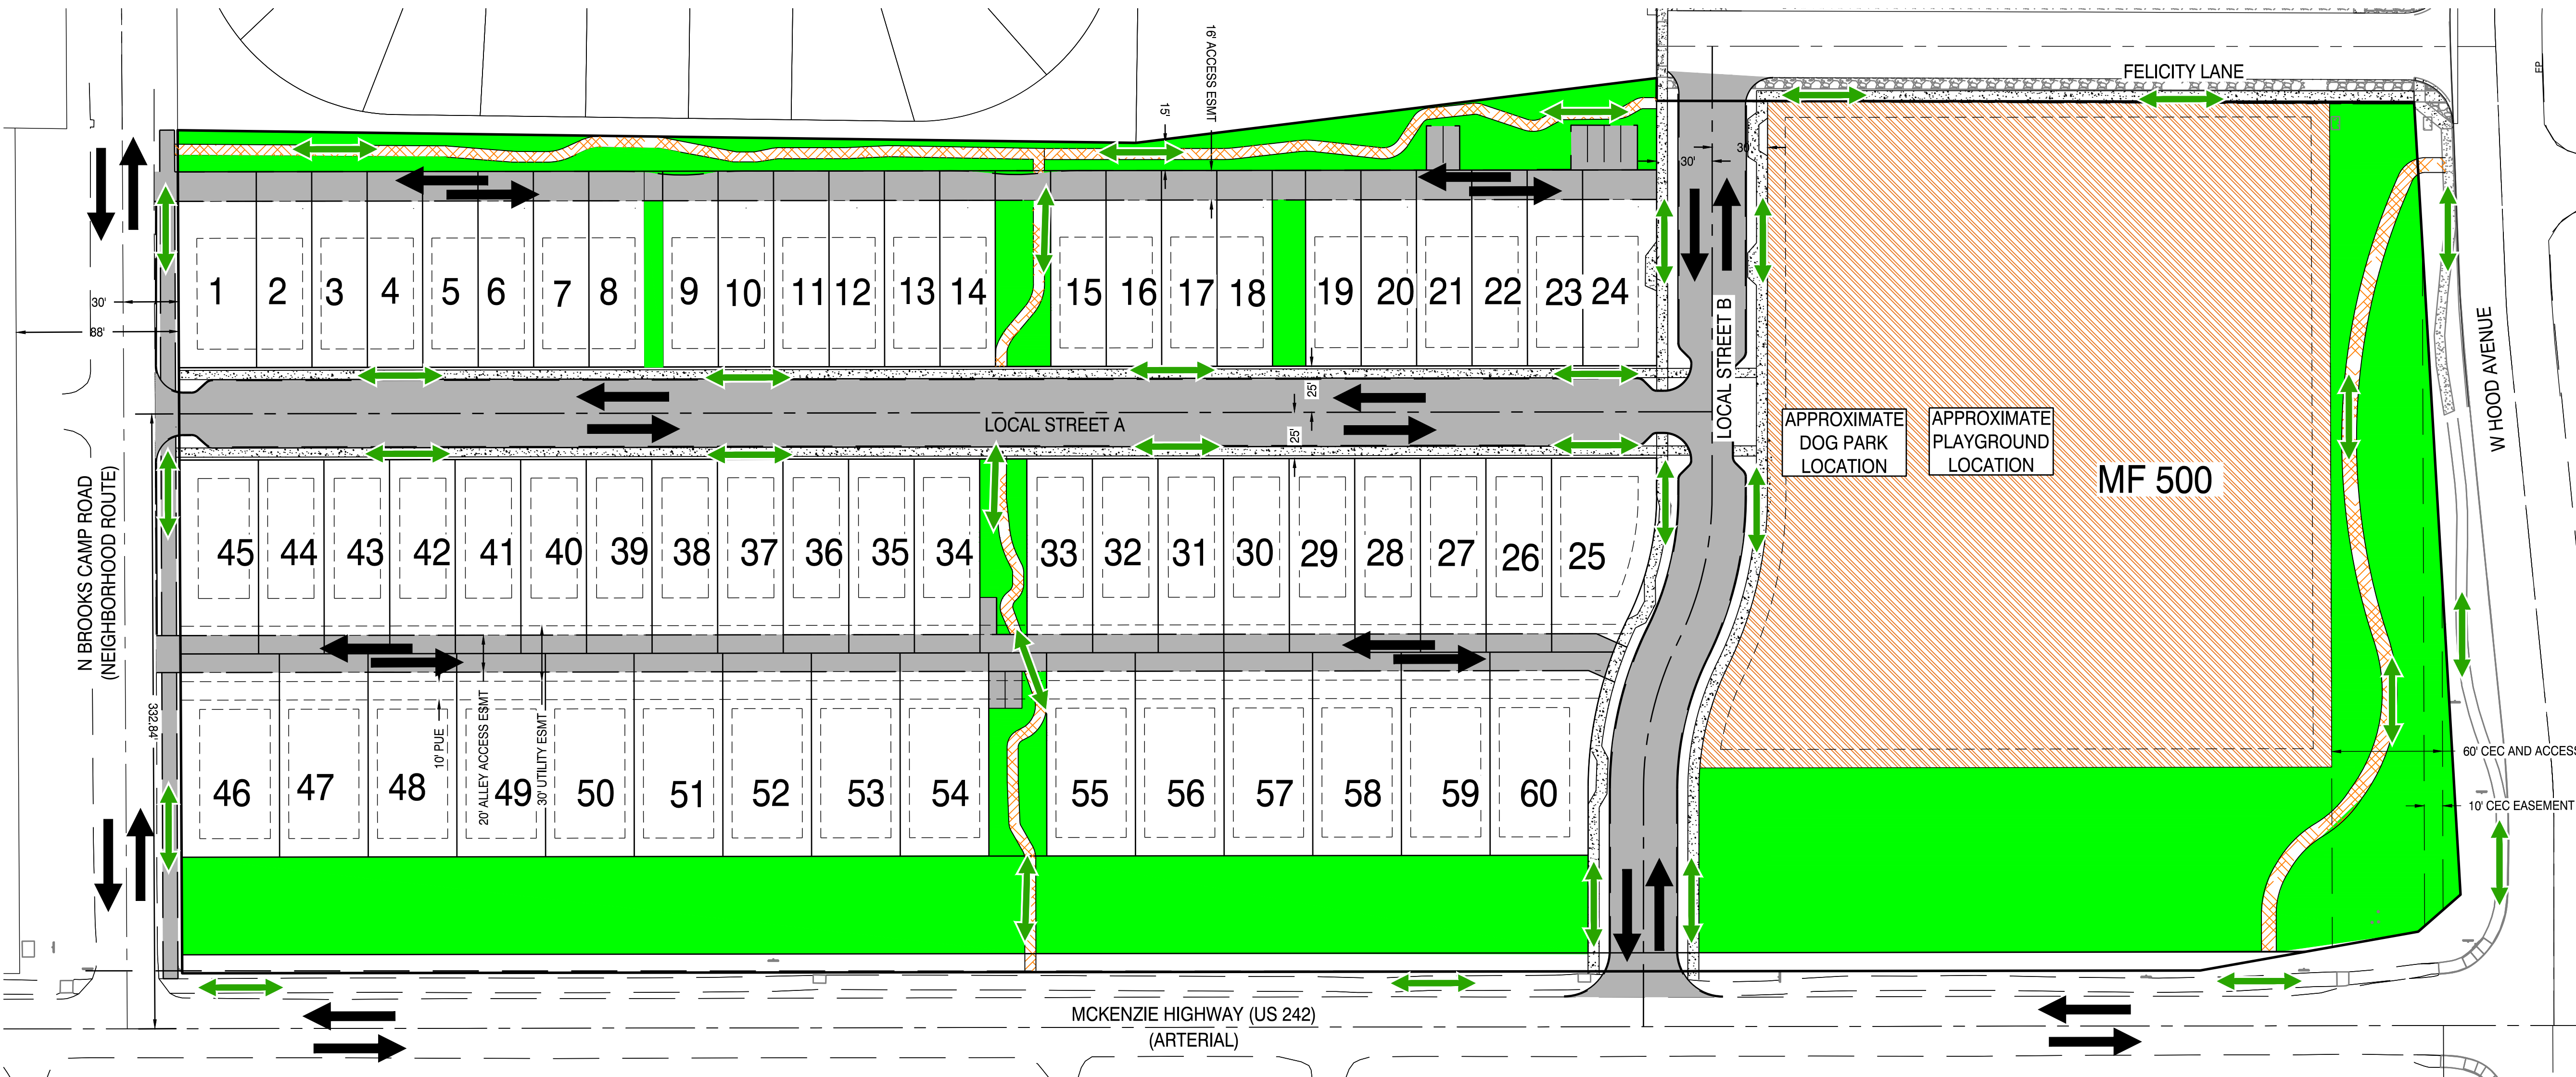 16' ACCESS ESMT
15'
FELICITY LANE
EP
30'
30'
1 2 3 4 5 6 7 8 9 10 11 12 13 14 15 16 17 18 19 20 21 22 23 24
30'
88'
LOCAL STREET B
W HOOD AVENUE
25'
LOCAL STREET A
25'
APPROXIMATE
DOG PARK
LOCATION
APPROXIMATE
PLAYGROUND
LOCATION
MF 500
N BROOKS CAMP ROAD
(NEIGHBORHOOD ROUTE)
45 44 43 42 41 40 39 38 37 36 35 34 33 32 31 30 29 28 27 26 25
332.84'
10' PUE
20' ALLEY ACCESS ESMT
30' UTILITY ESMT
60' CEC AND ACCESS
10' CEC EASEMENT
46 47 48 49 50 51 52 53 54 55 56 57 58 59 60
MCKENZIE HIGHWAY (US 242)
(ARTERIAL)